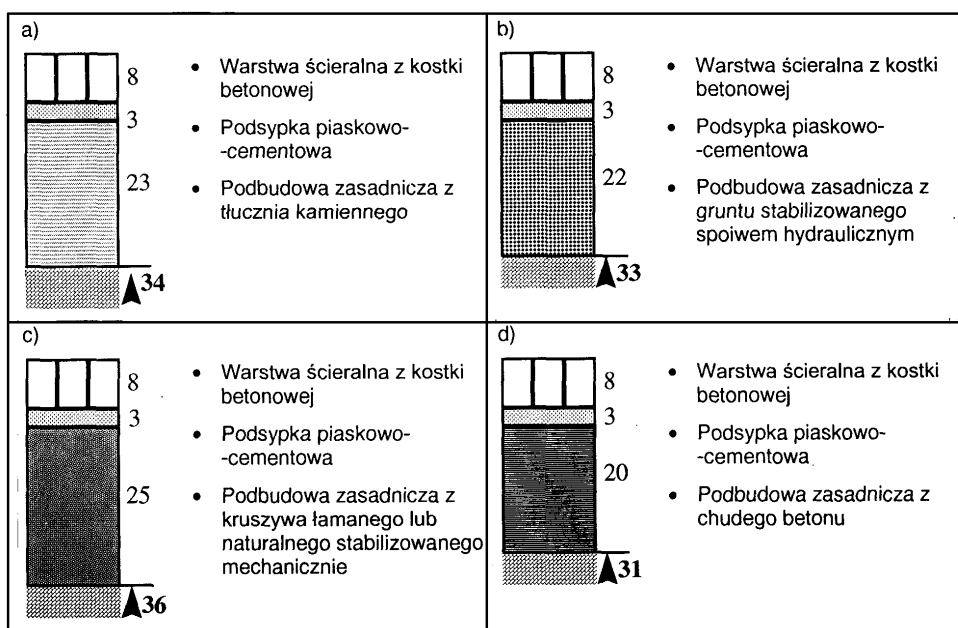 a)
8
3
23
34
• Warstwa ścieralna z kostki
betonowej
• Podsypka piaskowo-
-cementowa
• Podbudowa zasadnicza z
tłucznia kamiennego
b)
8
3
22
33
• Warstwa ścieralna z kostki
betonowej
• Podsypka piaskowo-
-cementowa
• Podbudowa zasadnicza z
gruntu stabilizowanego
spoiwem hydraulicznym
c)
8
3
25
36
• Warstwa ścieralna z kostki
betonowej
• Podsypka piaskowo-
-cementowa
• Podbudowa zasadnicza z
kruszywa łamanego lub
naturalnego stabilizowanego
mechanicznie
d)
8
3
20
31
• Warstwa ścieralna z kostki
betonowej
• Podsypka piaskowo-
-cementowa
• Podbudowa zasadnicza z
chudego betonu